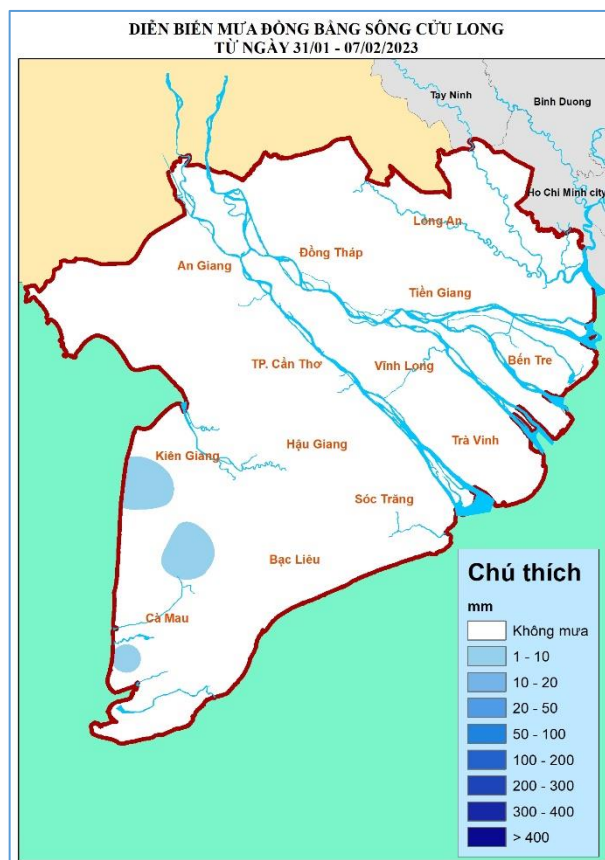 DIỄN BIẾN MƯA ĐỒNG BẰNG SÔNG CỬU LONG
TỪ NGÀY 31/01 - 07/02/2023
Tay Ninh
Binh Duong
Ho Chi Minh city
Long An
Đồng Tháp
An Giang
Tiền Giang
Bến Tre
TP. Cần Thơ
Vĩnh Long
Hậu Giang
Trà Vinh
Kiên Giang
Sóc Trăng
Bạc Liêu
Cà Mau
Chú thích
mm
Không mưa
1 - 10
10 - 20
20 - 50
50 - 100
100 - 200
200 - 300
300 - 400
> 400